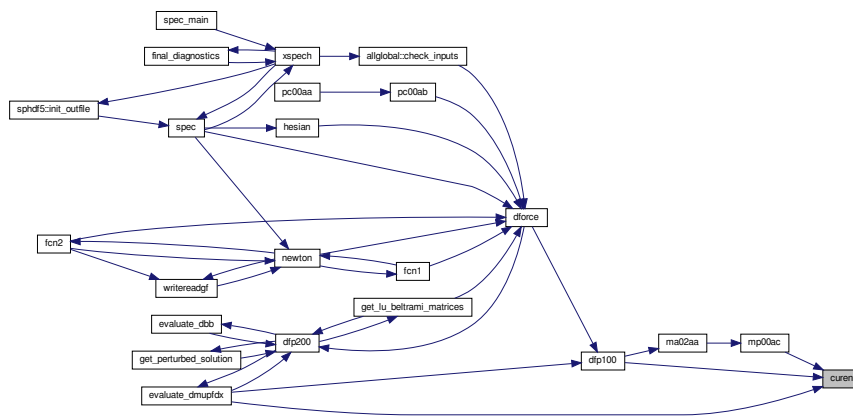 spec_main
final_diagnostics
xspech
allglobal::check_inputs
pc00aa
pc00ab
sphdf5::init_outfile
spec
hesian
dforce
fcn2
newton
fcn1
writereadgf
get_lu_beltrami_matrices
evaluate_dbb
dfp200
ma02aa
mp00ac
get_perturbed_solution
dfp100
curent
evaluate_dmupfdx